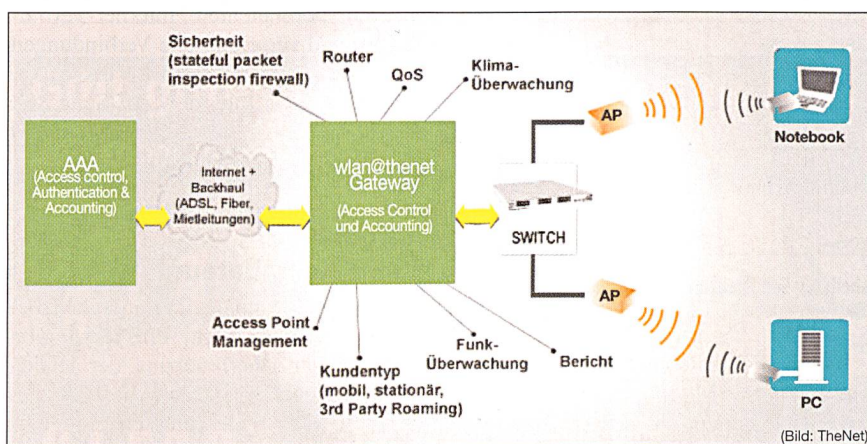 Sicherheit
(stateful packet
inspection firewall)
Router
QoS
Klima-
Überwachung
AAA
(Access control,
Authentication &
Accounting)
Internet +
Backhaul
(ADSL, Fiber,
Mietleitungen)
wlan@thenet
Gateway
(Access Control
und Accounting)
SWITCH
AP
Notebook
AP
PC
Access Point
Management
Kundentyp
(mobil, stationär,
3rd Party Roaming)
Funk-
Überwachung
Bericht
(Bild: TheNet)